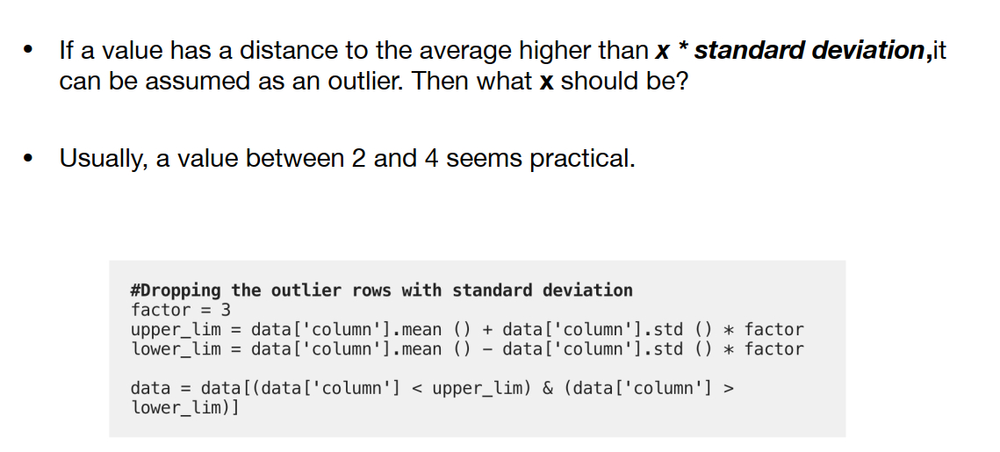 • If a value has a distance to the average higher than x * standard deviation,it
can be assumed as an outlier. Then what x should be?
• Usually, a value between 2 and 4 seems practical.
#Dropping the outlier rows with standard deviation
factor = 3
upper_lim = data['column'].mean () + data['column'].std () * factor
lower_lim = data['column'].mean () - data['column'].std () * factor
data = data[(data['column'] < upper_lim) & (data['column'] >
lower_lim)]